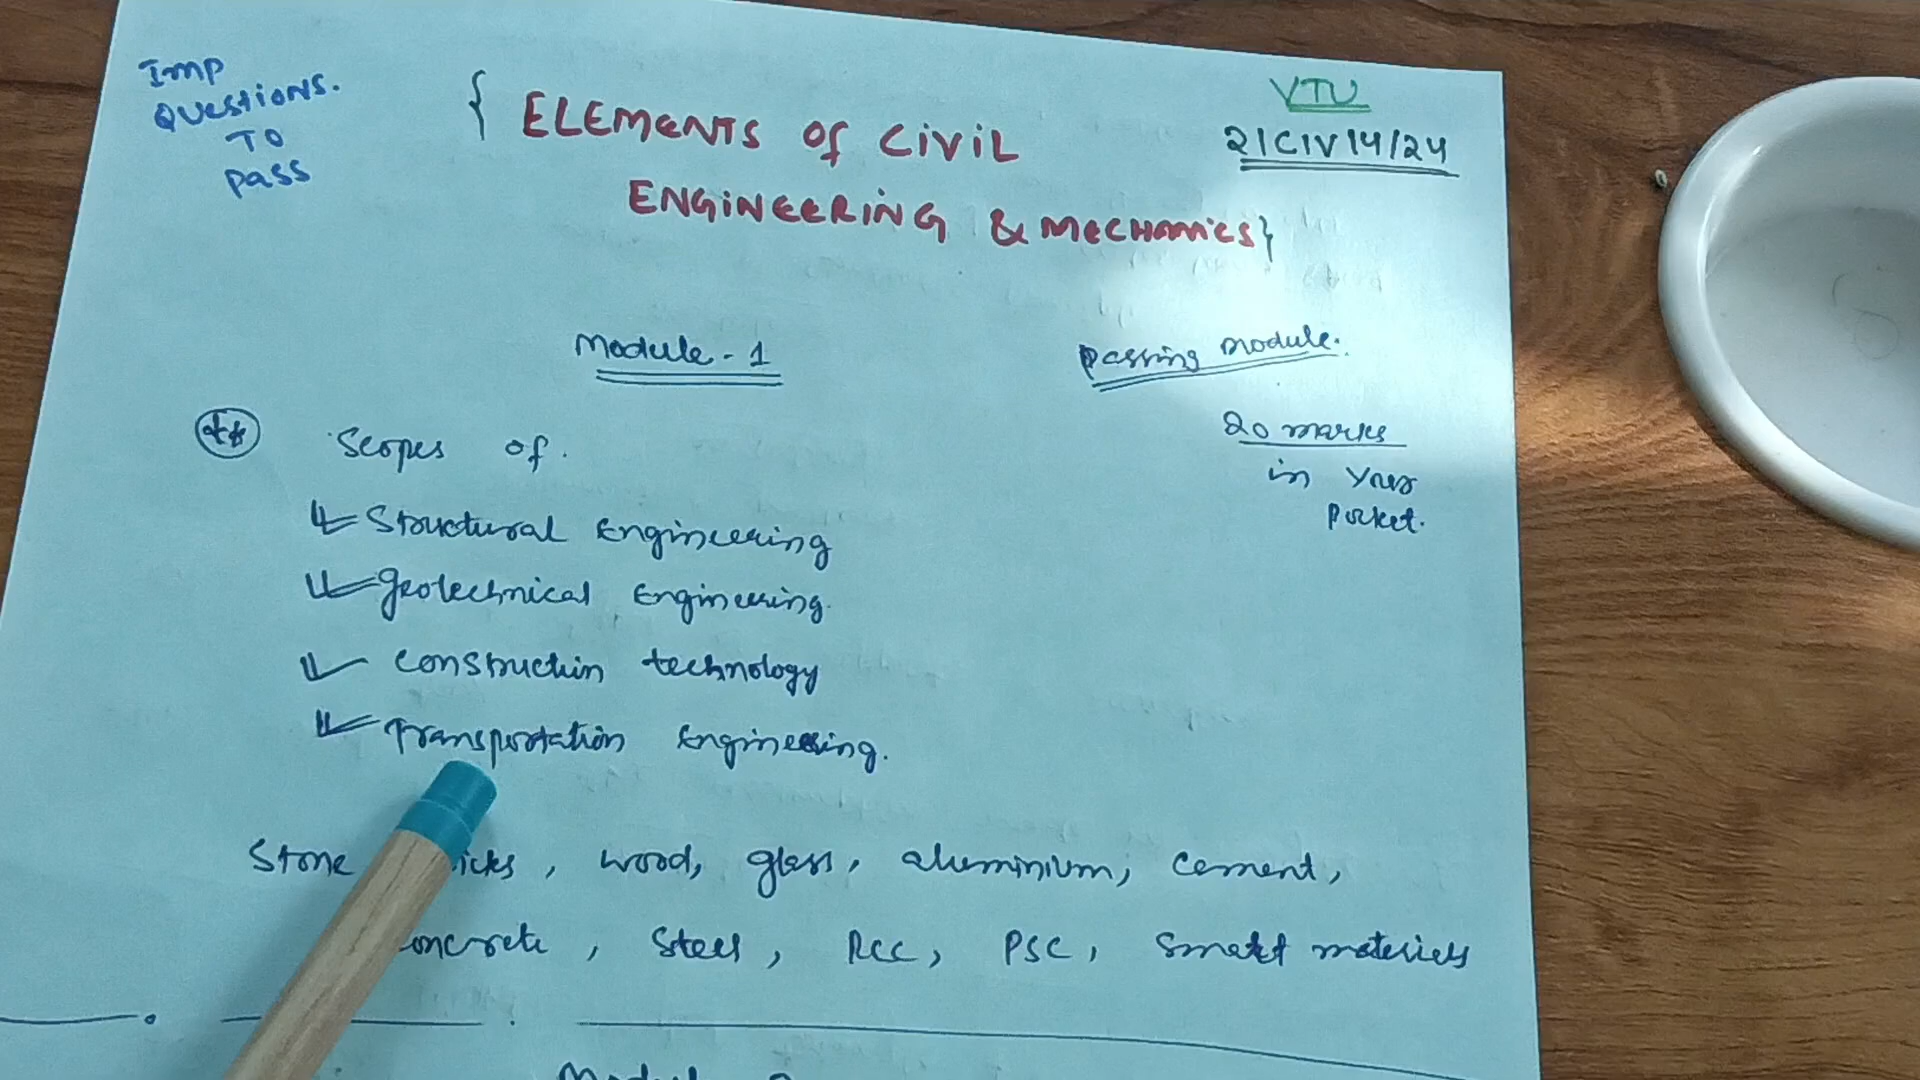 Imp
Questions.
To
pass
{ ELEMENTS of CiViL
ENGiNEERiNG & MECHANiCS}
VTU
21CIV14/24
Module - 1
passing module.
20 marks
in your
pocket.
Scopes of.
Structural Engineering
Geotechnical Engineering.
Construction technology
Transportation Engineering.
Stone , wood, glass, aluminium, cement,
steel, RCC, PSC, Smart materials